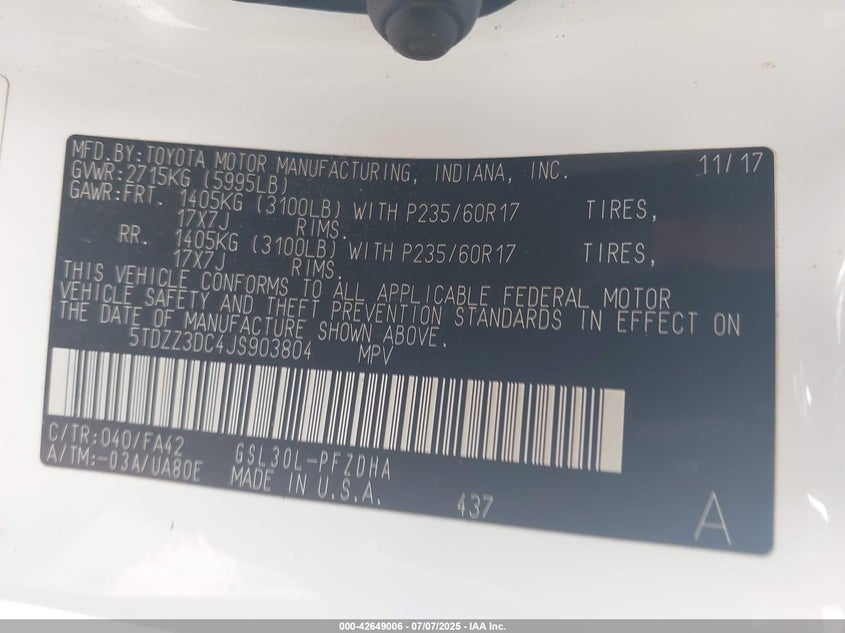 MFD.BY:TOYOTA MOTOR MANUFACTURING, INDIANA, INC. 11/17
GVWR:2715KG (5995LB)
GAWR:FRT. 1405KG (3100LB) WITH P235/60R17 TIRES,
17X7J RIMS.
RR. 1405KG (3100LB) WITH P235/60R17 TIRES,
17X7J RIMS.
THIS VEHICLE CONFORMS TO ALL APPLICABLE FEDERAL MOTOR
VEHICLE SAFETY AND THEFT PREVENTION STANDARDS IN EFFECT ON
THE DATE OF MANUFACTURE SHOWN ABOVE.
5TDZZ3DC4JS903804 MPV
C/TR:040/FA42 GSL30L-PFZDHA
A/TM:-03A/UA80E MADE IN U.S.A. 437 A
000-42649006 - 07/07/2025 - IAA Inc.